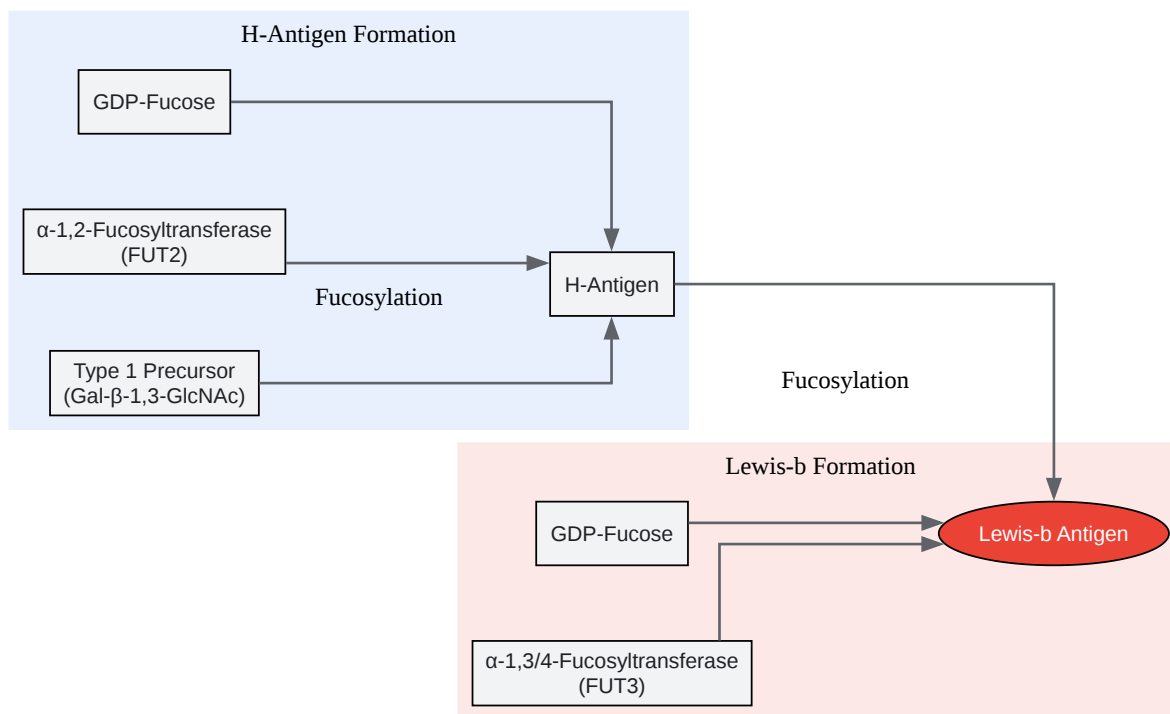 H-Antigen Formation
GDP-Fucose
α-1,2-Fucosyltransferase
(FUT2)
Fucosylation
H-Antigen
Type 1 Precursor
(Gal-β-1,3-GlcNAc)
Fucosylation
Lewis-b Formation
GDP-Fucose
Lewis-b Antigen
α-1,3/4-Fucosyltransferase
(FUT3)